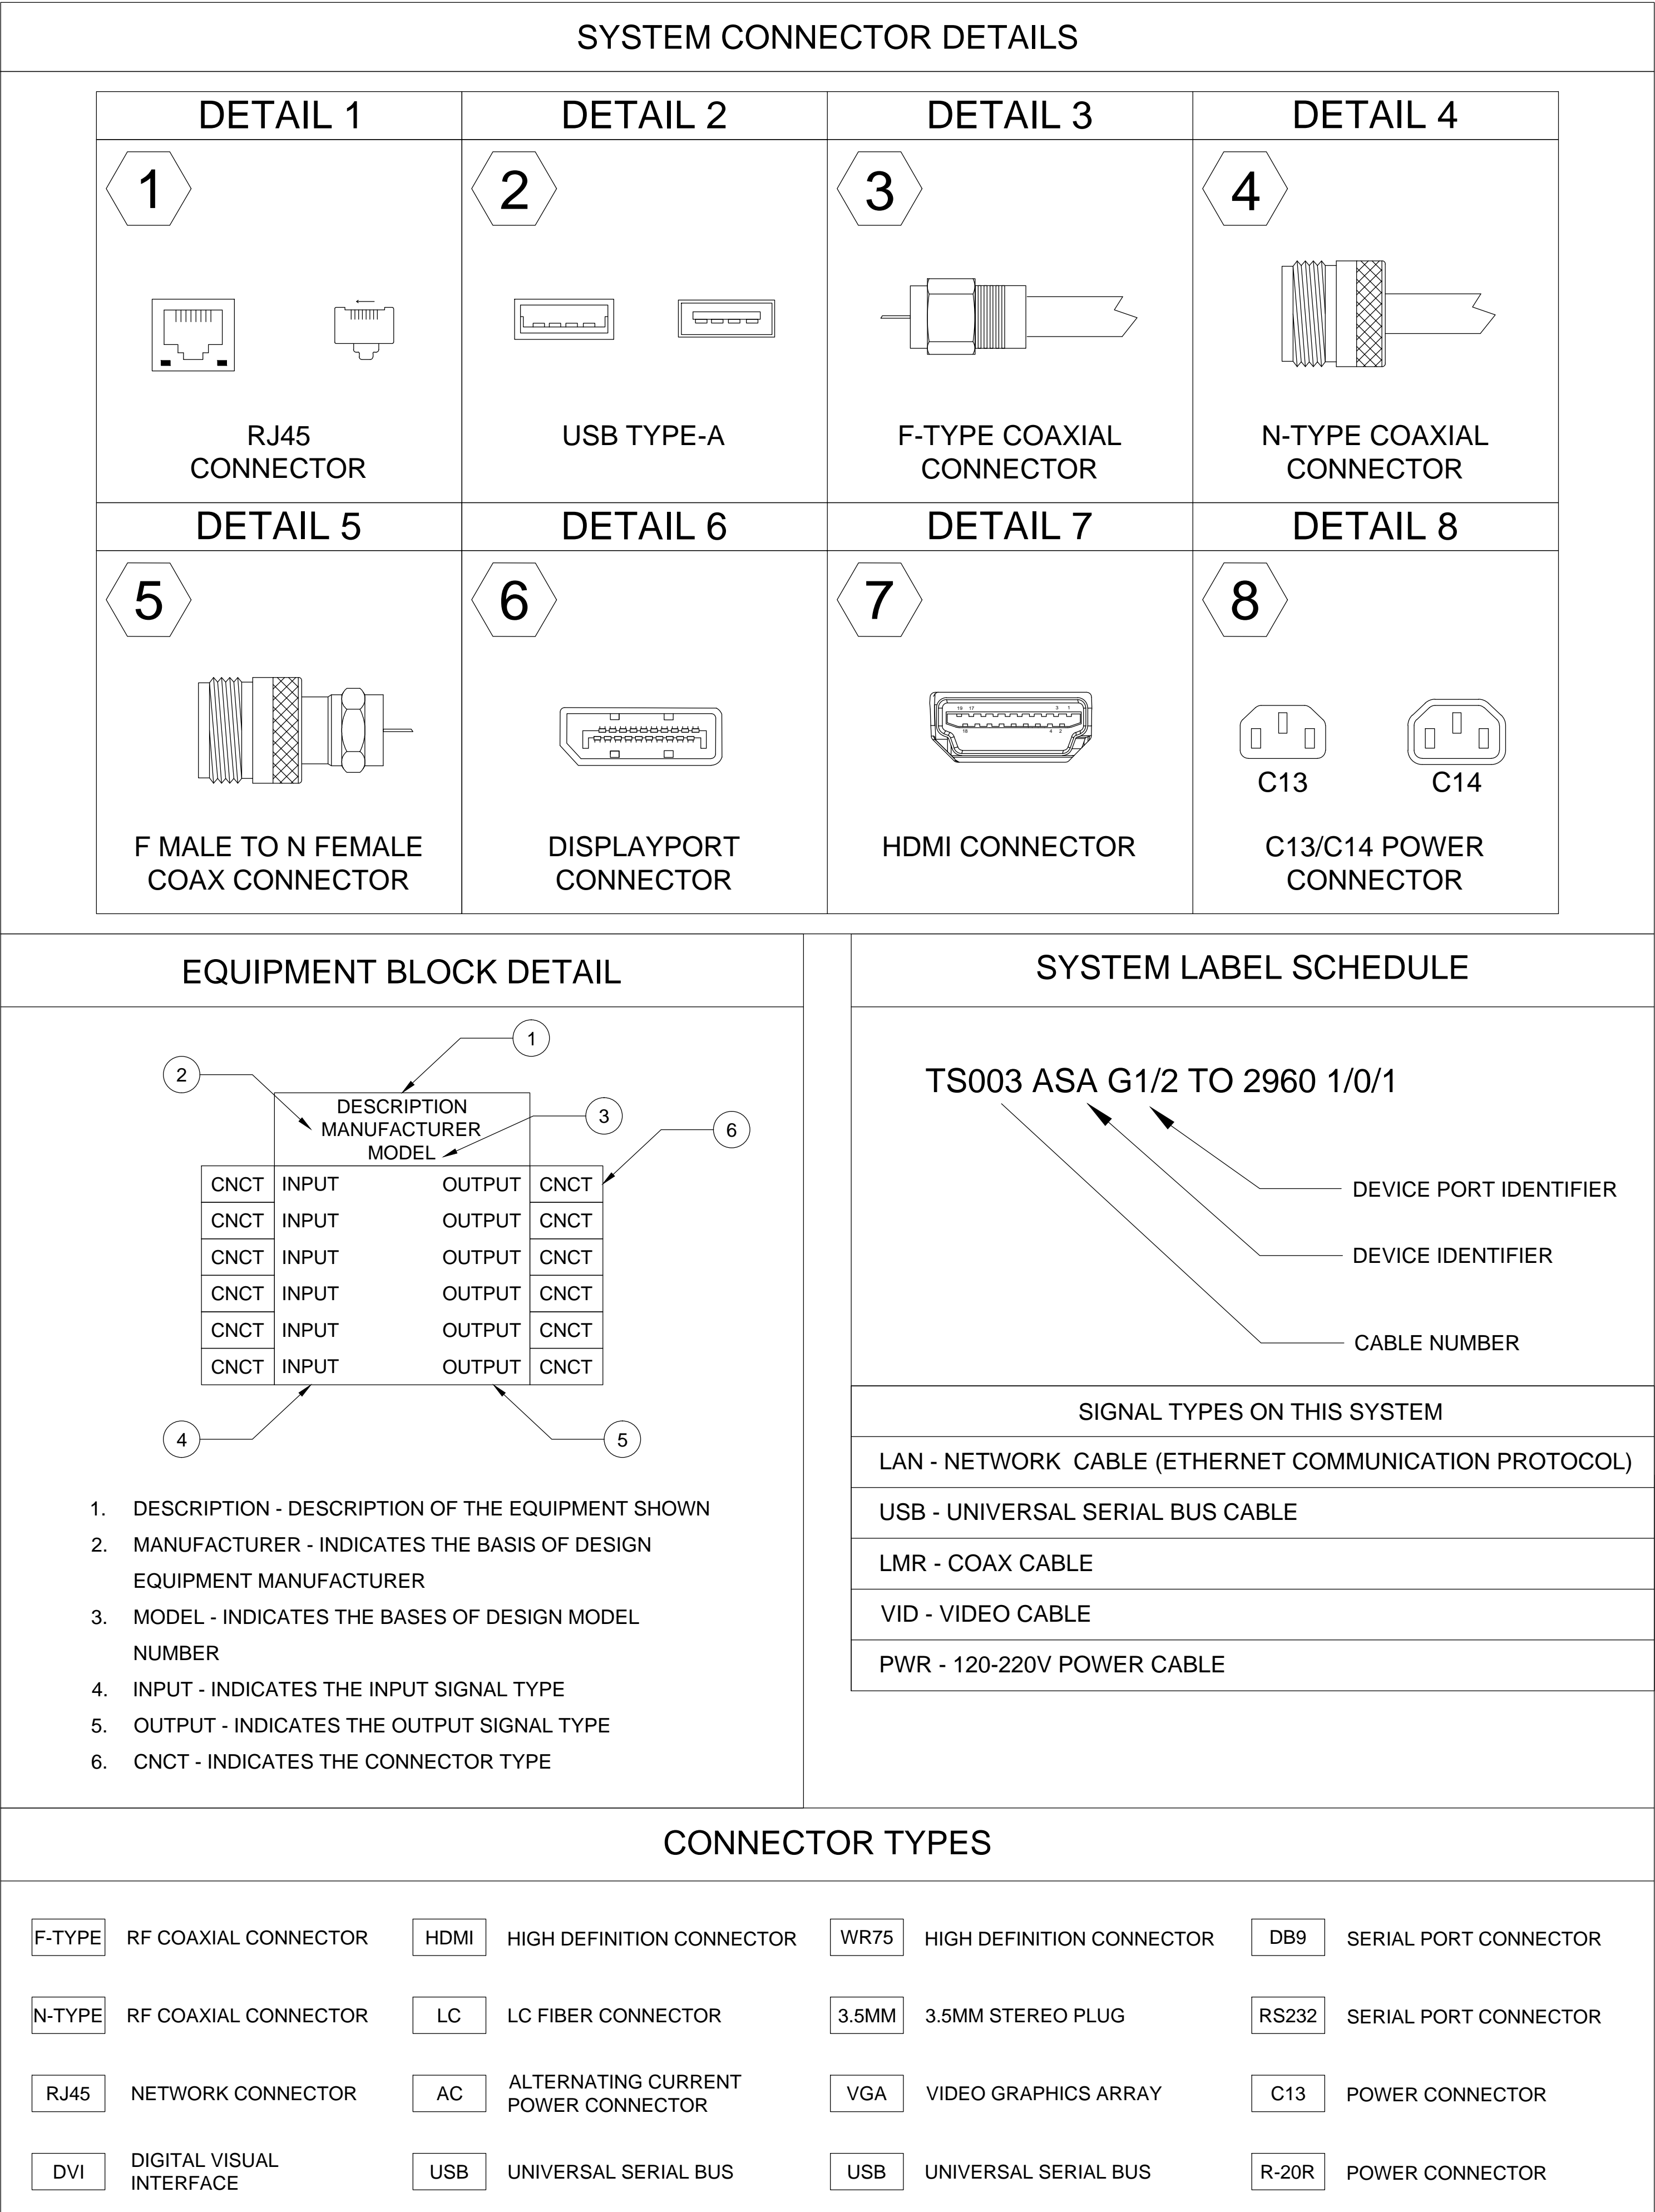 SYSTEM CONNECTOR DETAILS
DETAIL 1
DETAIL 2
DETAIL 3
DETAIL 4
1
2
3
4
RJ45
CONNECTOR
USB TYPE-A
F-TYPE COAXIAL
CONNECTOR
N-TYPE COAXIAL
CONNECTOR
DETAIL 5
DETAIL 6
DETAIL 7
DETAIL 8
5
6
7
8
19 17 3 1
18 4 2
C13
C14
F MALE TO N FEMALE
COAX CONNECTOR
DISPLAYPORT
CONNECTOR
HDMI CONNECTOR
C13/C14 POWER
CONNECTOR
EQUIPMENT BLOCK DETAIL
1
2
DESCRIPTION
MANUFACTURER
MODEL
3
6
CNCT INPUT OUTPUT CNCT
CNCT INPUT OUTPUT CNCT
CNCT INPUT OUTPUT CNCT
CNCT INPUT OUTPUT CNCT
CNCT INPUT OUTPUT CNCT
CNCT INPUT OUTPUT CNCT
4
5
1. DESCRIPTION - DESCRIPTION OF THE EQUIPMENT SHOWN
2. MANUFACTURER - INDICATES THE BASIS OF DESIGN
EQUIPMENT MANUFACTURER
3. MODEL - INDICATES THE BASES OF DESIGN MODEL
NUMBER
4. INPUT - INDICATES THE INPUT SIGNAL TYPE
5. OUTPUT - INDICATES THE OUTPUT SIGNAL TYPE
6. CNCT - INDICATES THE CONNECTOR TYPE
SYSTEM LABEL SCHEDULE
TS003 ASA G1/2 TO 2960 1/0/1
DEVICE PORT IDENTIFIER
DEVICE IDENTIFIER
CABLE NUMBER
SIGNAL TYPES ON THIS SYSTEM
LAN - NETWORK CABLE (ETHERNET COMMUNICATION PROTOCOL)
USB - UNIVERSAL SERIAL BUS CABLE
LMR - COAX CABLE
VID - VIDEO CABLE
PWR - 120-220V POWER CABLE
CONNECTOR TYPES
F-TYPE RF COAXIAL CONNECTOR
HDMI HIGH DEFINITION CONNECTOR
WR75 HIGH DEFINITION CONNECTOR
DB9 SERIAL PORT CONNECTOR
N-TYPE RF COAXIAL CONNECTOR
LC LC FIBER CONNECTOR
3.5MM 3.5MM STEREO PLUG
RS232 SERIAL PORT CONNECTOR
RJ45 NETWORK CONNECTOR
AC ALTERNATING CURRENT
POWER CONNECTOR
VGA VIDEO GRAPHICS ARRAY
C13 POWER CONNECTOR
DVI DIGITAL VISUAL
INTERFACE
USB UNIVERSAL SERIAL BUS
USB UNIVERSAL SERIAL BUS
R-20R POWER CONNECTOR